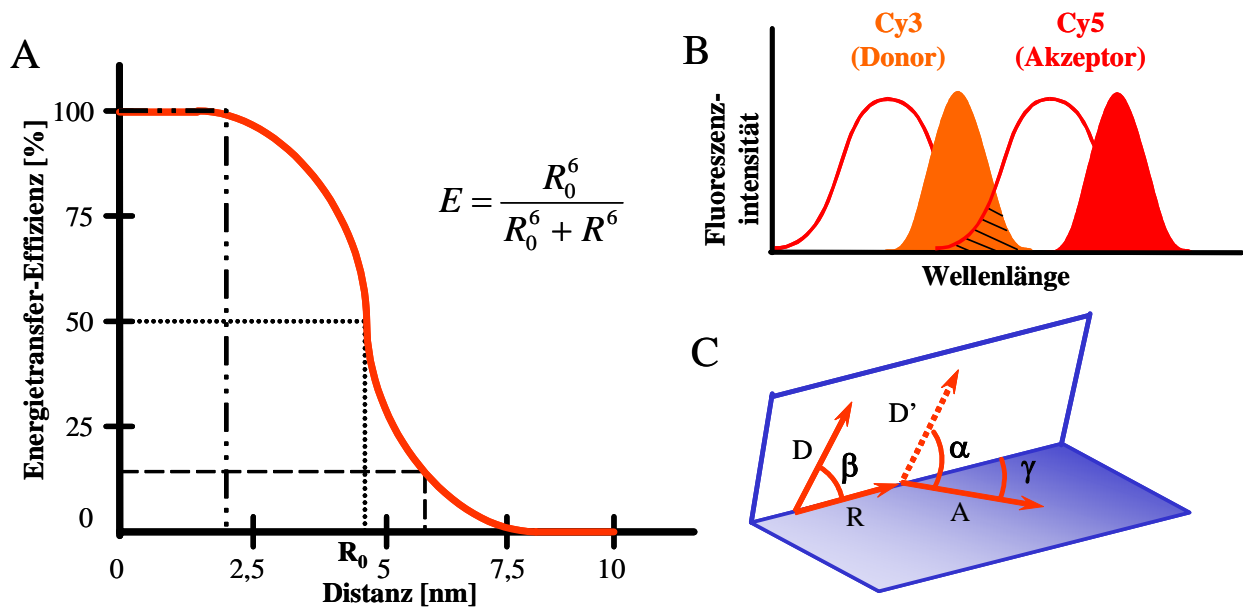 A
Energietransfer-Effizienz [%]
100
75
50
25
0
0
2,5
R₀
5
7,5
10
Distanz [nm]
E = R₀⁶ / (R₀⁶ + R⁶)
B
Cy3
(Donor)
Cy5
(Akzeptor)
Fluoreszenz-
intensität
Wellenlänge
C
D
D’
β
α
γ
R
A